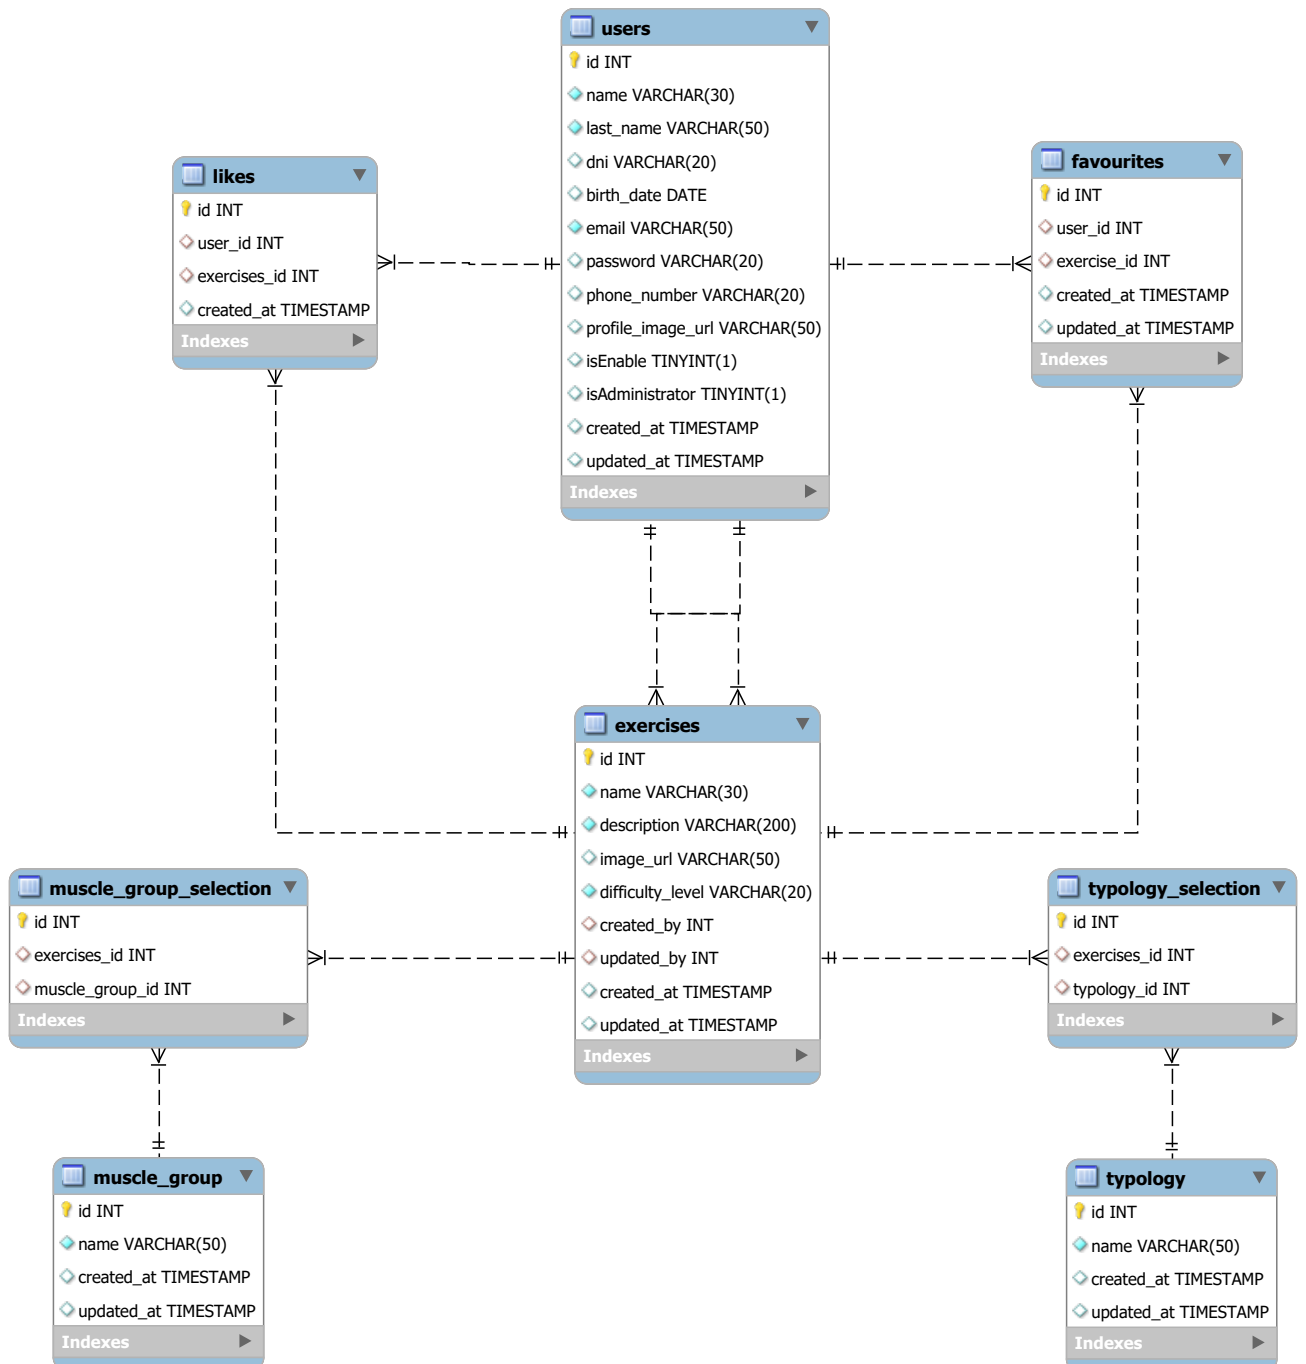 users
id INT
name VARCHAR(30)
last_name VARCHAR(50)
dni VARCHAR(20)
birth_date DATE
email VARCHAR(50)
password VARCHAR(20)
phone_number VARCHAR(20)
profile_image_url VARCHAR(50)
isEnable TINYINT(1)
isAdministrator TINYINT(1)
created_at TIMESTAMP
updated_at TIMESTAMP
Indexes
likes
id INT
user_id INT
exercises_id INT
created_at TIMESTAMP
Indexes
favourites
id INT
user_id INT
exercise_id INT
created_at TIMESTAMP
updated_at TIMESTAMP
Indexes
exercises
id INT
name VARCHAR(30)
description VARCHAR(200)
image_url VARCHAR(50)
difficulty_level VARCHAR(20)
created_by INT
updated_by INT
created_at TIMESTAMP
updated_at TIMESTAMP
Indexes
muscle_group_selection
id INT
exercises_id INT
muscle_group_id INT
Indexes
typology_selection
id INT
exercises_id INT
typology_id INT
Indexes
muscle_group
id INT
name VARCHAR(50)
created_at TIMESTAMP
updated_at TIMESTAMP
Indexes
typology
id INT
name VARCHAR(50)
created_at TIMESTAMP
updated_at TIMESTAMP
Indexes